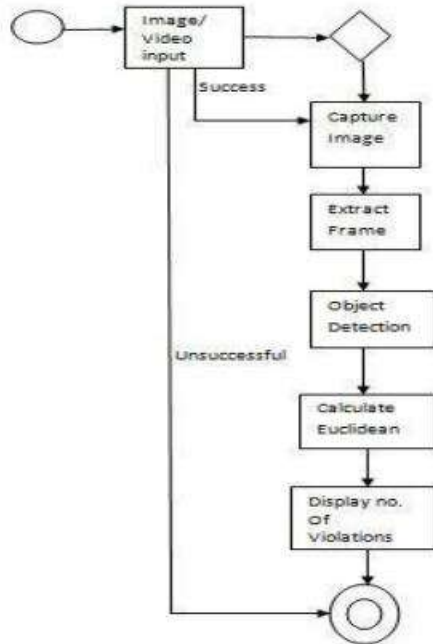 Image/
Video
input
Success
Capture
Image
Extract
Frame
Object
Detection
Unsuccessful
Calculate
Euclidean
Display no.
Of
Violations